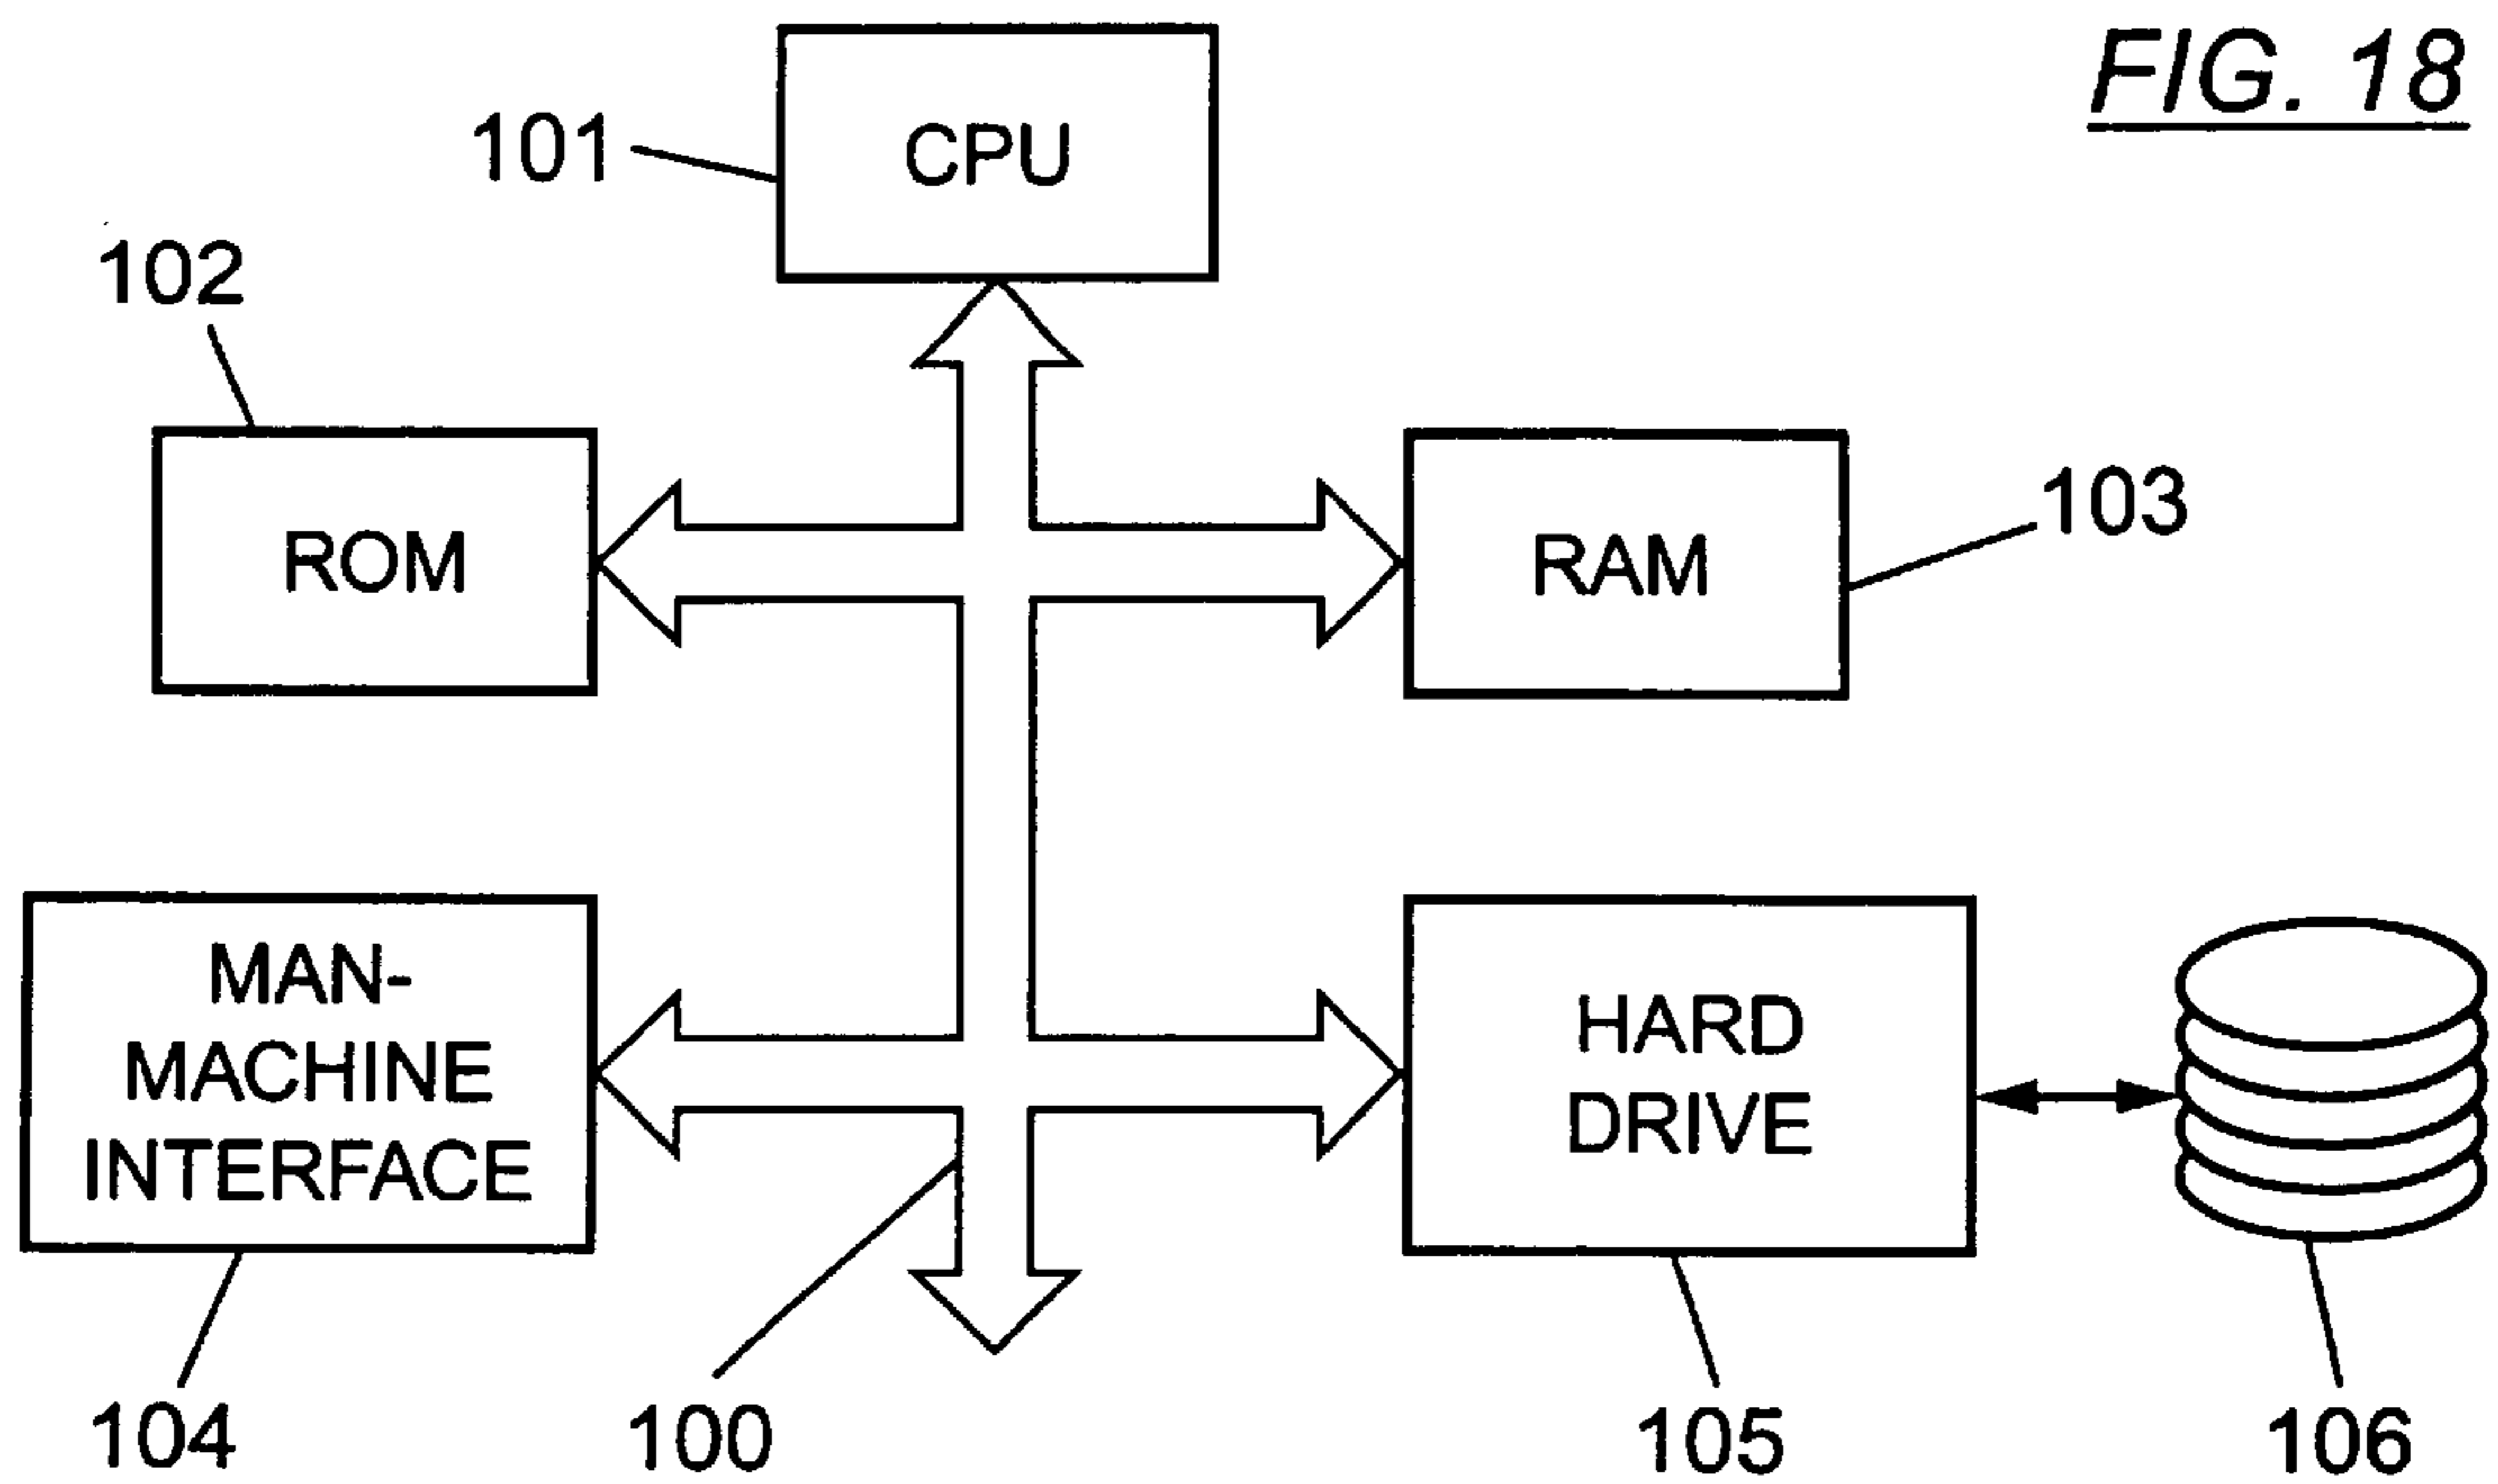 FIG. 18
101
CPU
102
ROM
RAM
103
MAN-
MACHINE
INTERFACE
HARD
DRIVE
104
100
105
106